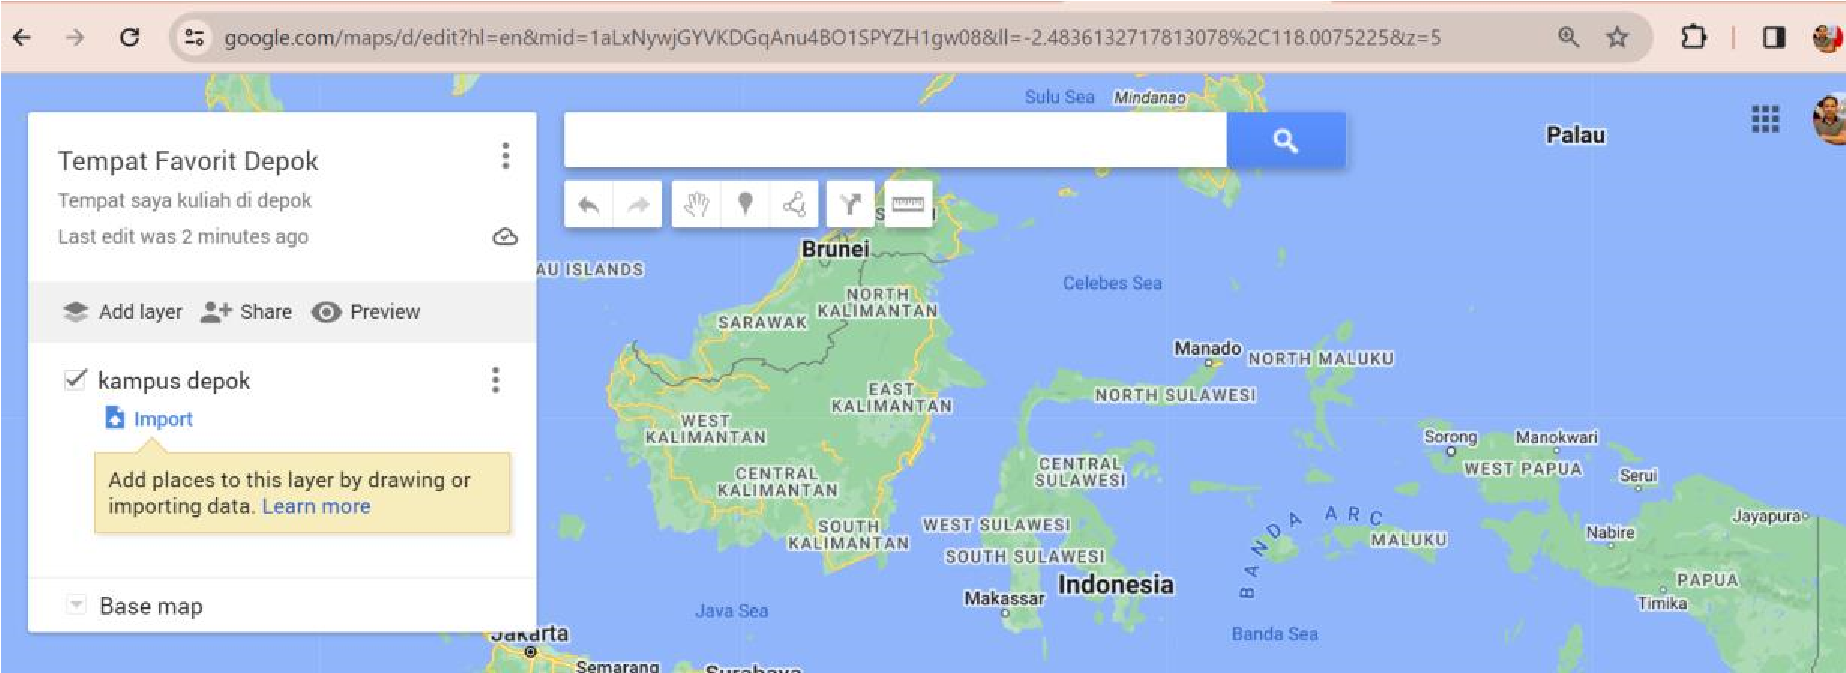 google.com/maps/d/edit?hl=en&mid=1aLxNywjGYVKDGqAnu4BO1SPYZH1gw08&ll=-2.4836132717813078%2C118.0075225&z=5
Sulu Sea Mindanao
Palau
Tempat Favorit Depok
Tempat saya kuliah di depok
Last edit was 2 minutes ago
Add layer Share Preview
kampus depok
Import
Add places to this layer by drawing or
importing data. Learn more
Base map
Brunei
AU ISLANDS
Celebes Sea
NORTH
KALIMANTAN
SARAWAK
Manado
NORTH MALUKU
EAST
KALIMANTAN
NORTH SULAWESI
WEST
KALIMANTAN
Sorong
Manokwari
CENTRAL
KALIMANTAN
CENTRAL
SULAWESI
WEST PAPUA
Serui
SOUTH
KALIMANTAN
WEST SULAWESI
BANDA ARC
Jayapura
SOUTH SULAWESI
MALUKU
Nabire
Indonesia
Makassar
PAPUA
Timika
Java Sea
Banda Sea
Jakarta
Semarang
Surabaya